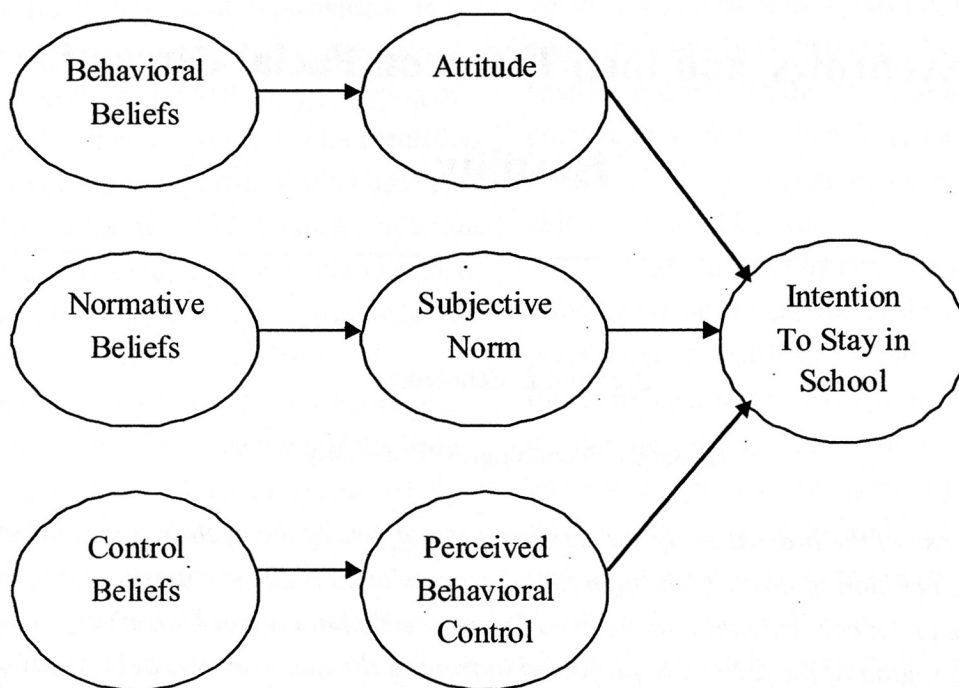 Behavioral
Beliefs
Attitude
Normative
Beliefs
Subjective
Norm
Intention
To Stay in
School
Control
Beliefs
Perceived
Behavioral
Control